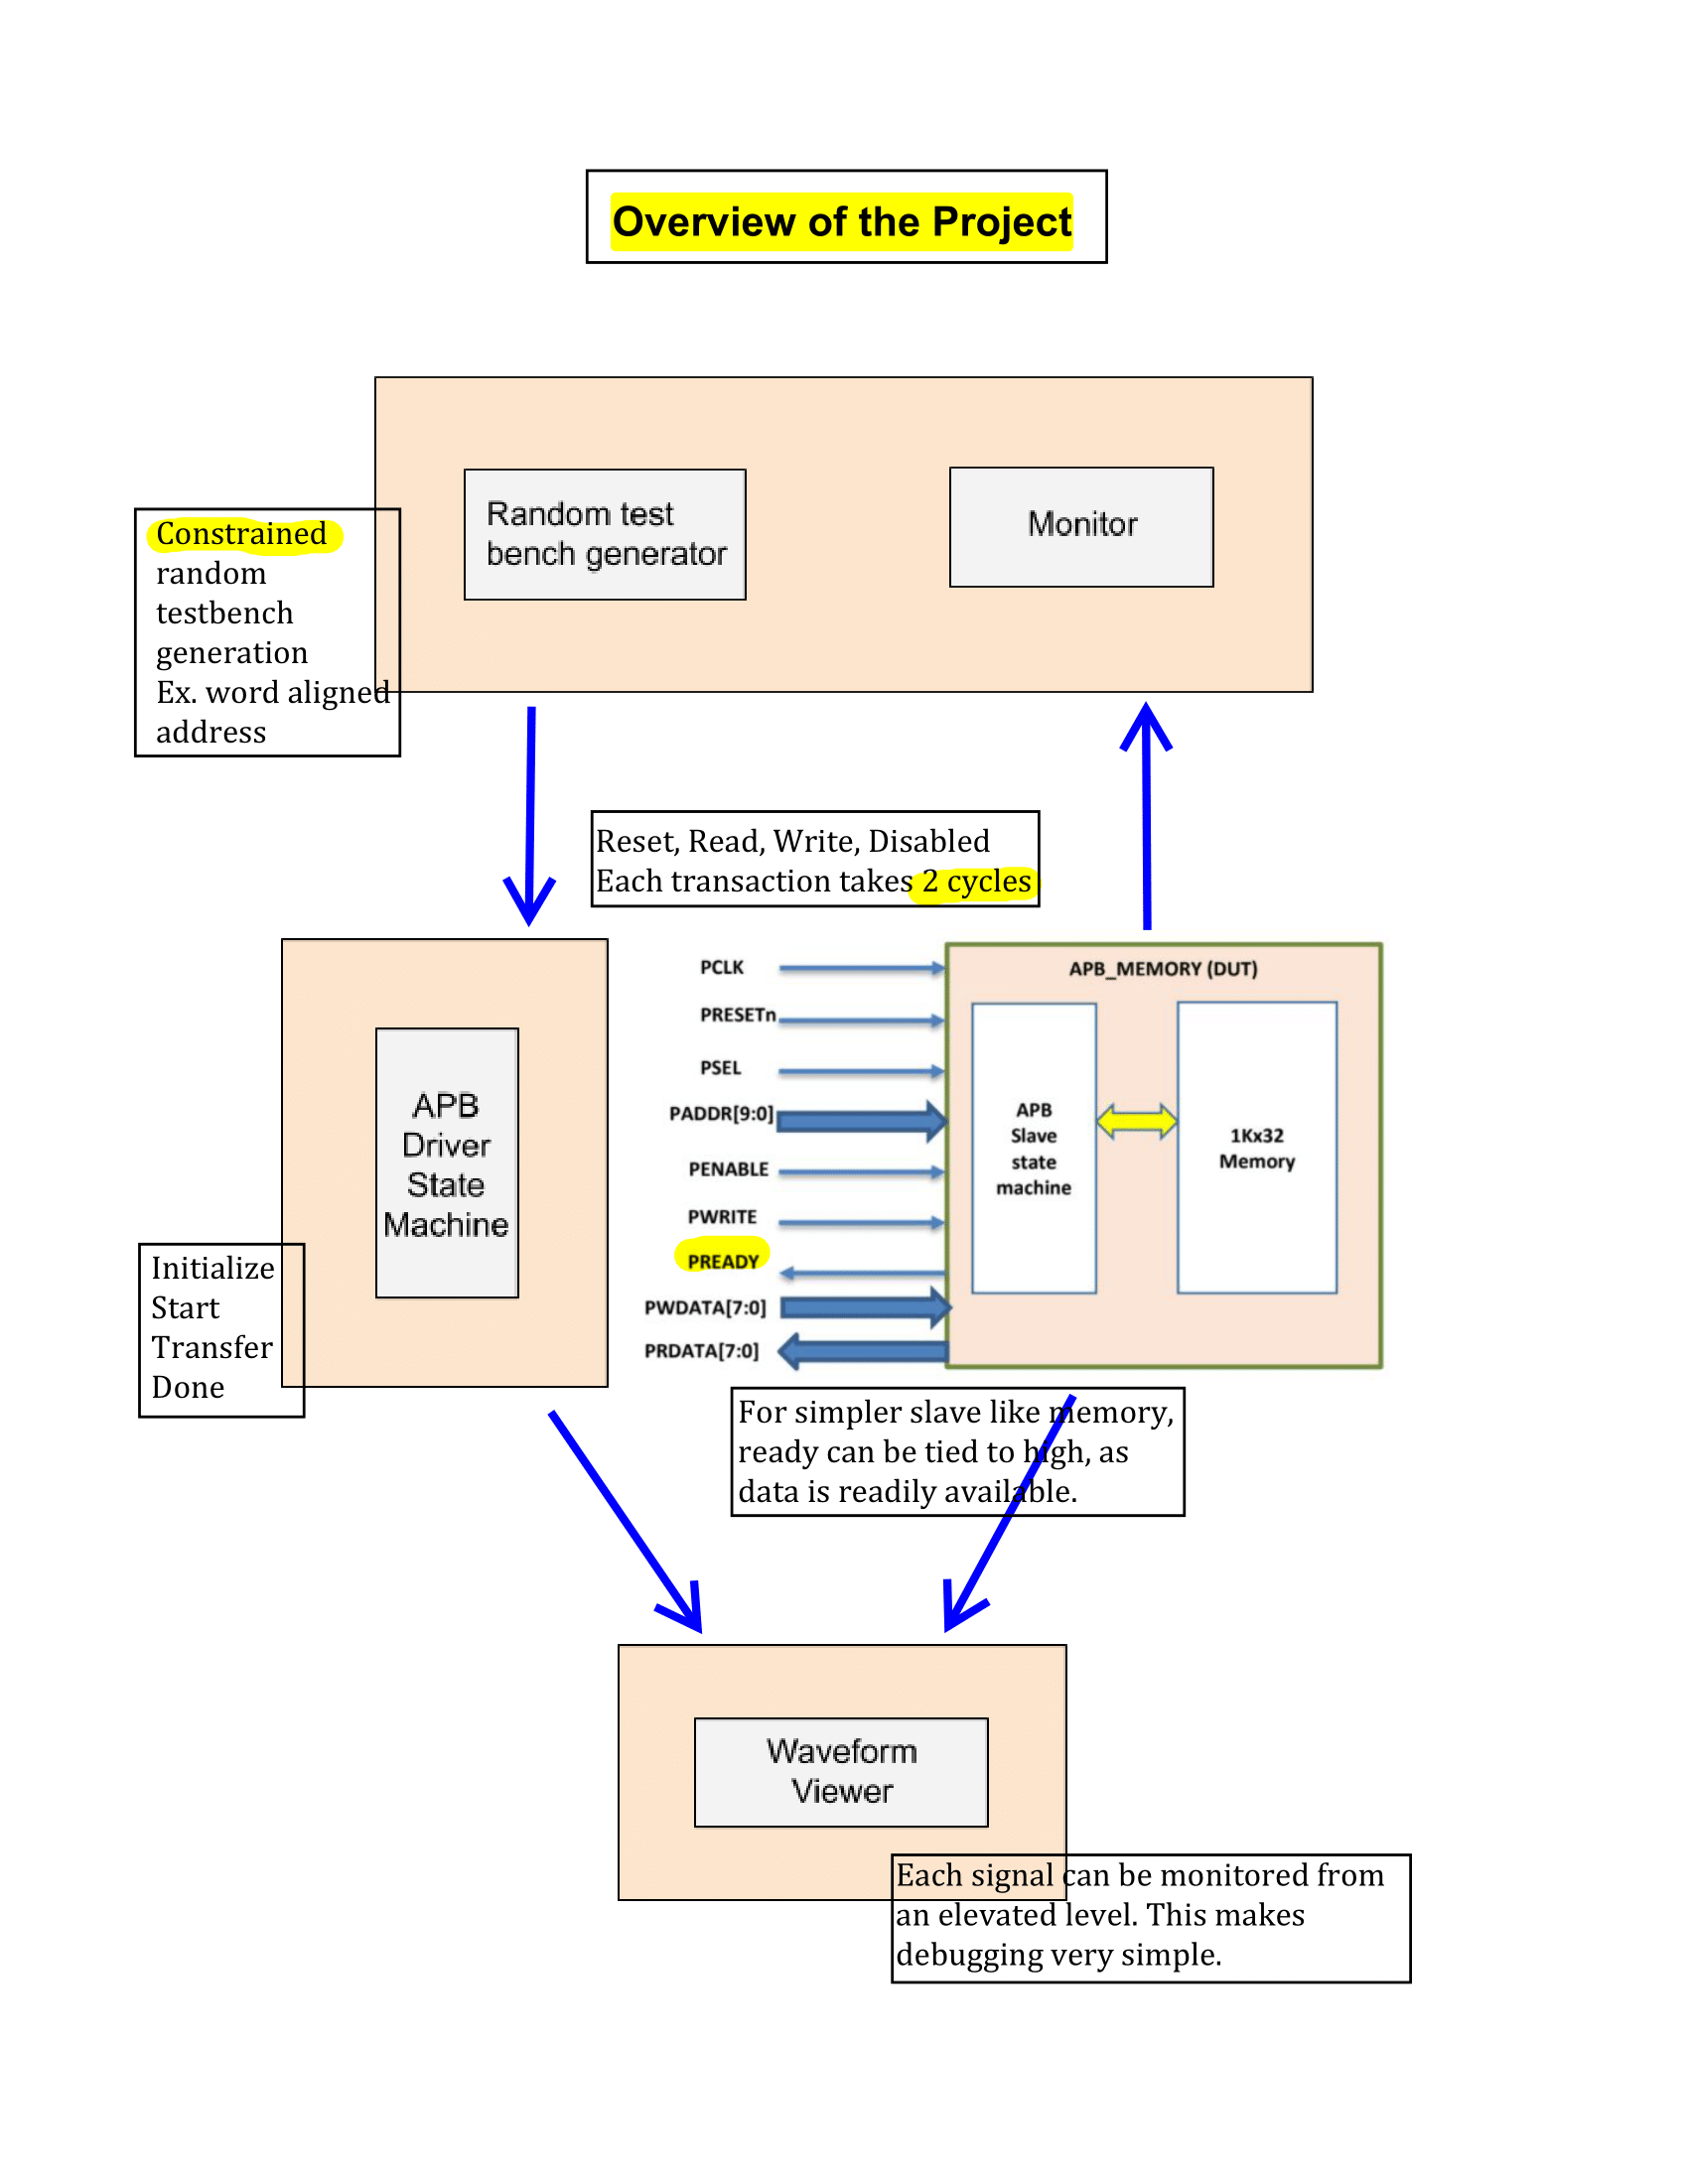 Overview of the Project
Random test
bench generator
Monitor
Constrained
random
testbench
generation
Ex. word aligned
address
Reset, Read, Write, Disabled
Each transaction takes 2 cycles
APB
Driver
State
Machine
Initialize
Start
Transfer
Done
PCLK
PRESETn
PSEL
PADDR[9:0]
PENABLE
PWRITE
PREADY
PWDATA[7:0]
PRDATA[7:0]
APB_MEMORY (DUT)
APB
Slave
state
machine
1Kx32
Memory
For simpler slave like memory,
ready can be tied to high, as
data is readily available.
Waveform
Viewer
Each signal can be monitored from
an elevated level. This makes
debugging very simple.